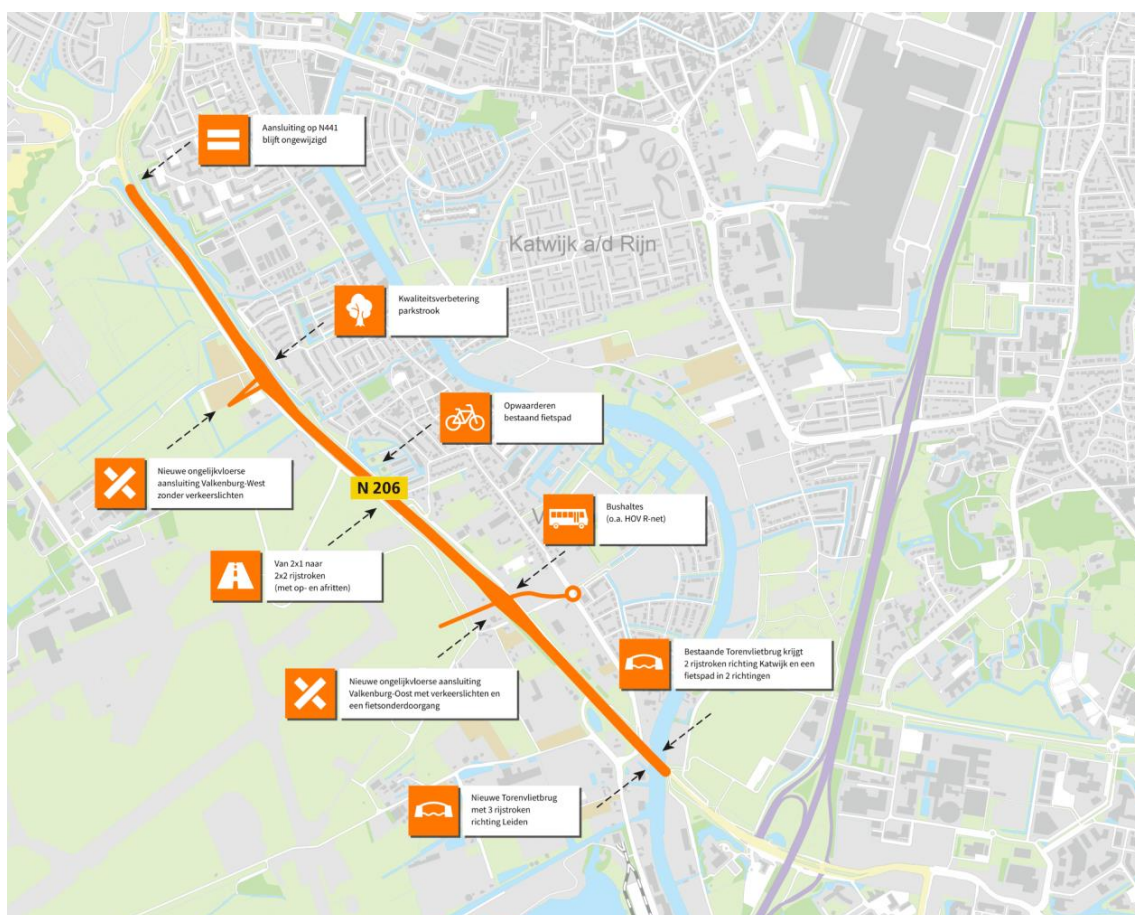 Aansluiting op N441
blijft ongewijzigd
Katwijk a/d Rijn
Kwaliteitsverbetering
parkstrook
Opwaarderen
bestaand fietspad
Nieuwe ongelijkvloerse
aansluiting Valkenburg-West
zonder verkeerslichten
N 206
Bushaltes
(o.a. HOV R-net)
Van 2x1 naar
2x2 rijstroken
(met op- en afritten)
Bestaande Torenvlietbrug krijgt
2 rijstroken richting Katwijk en een
fietspad in 2 richtingen
Nieuwe ongelijkvloerse aansluiting
Valkenburg-Oost met verkeerslichten en
een fietsonderdoorgang
Nieuwe Torenvlietbrug
met 3 rijstroken
richting Leiden